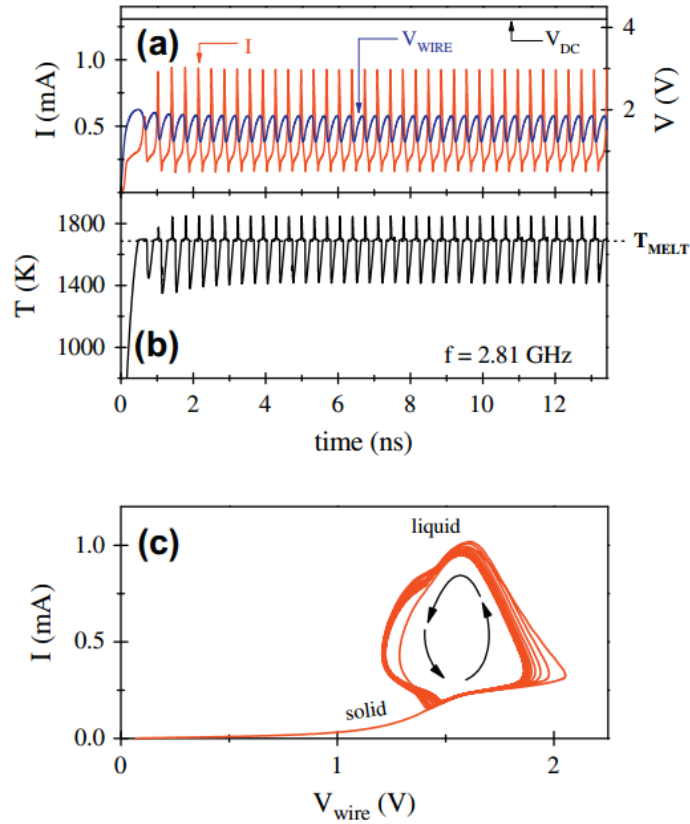 (a)
I
V_WIRE
V_DC
I (mA)
1.0
0.5
V (V)
4
2
0
(b)
T (K)
1800
1400
1000
T_MELT
f = 2.81 GHz
0 2 4 6 8 10 12
time (ns)
(c)
liquid
solid
I (mA)
1.0
0.5
0.0
0 1 2
V_wire (V)